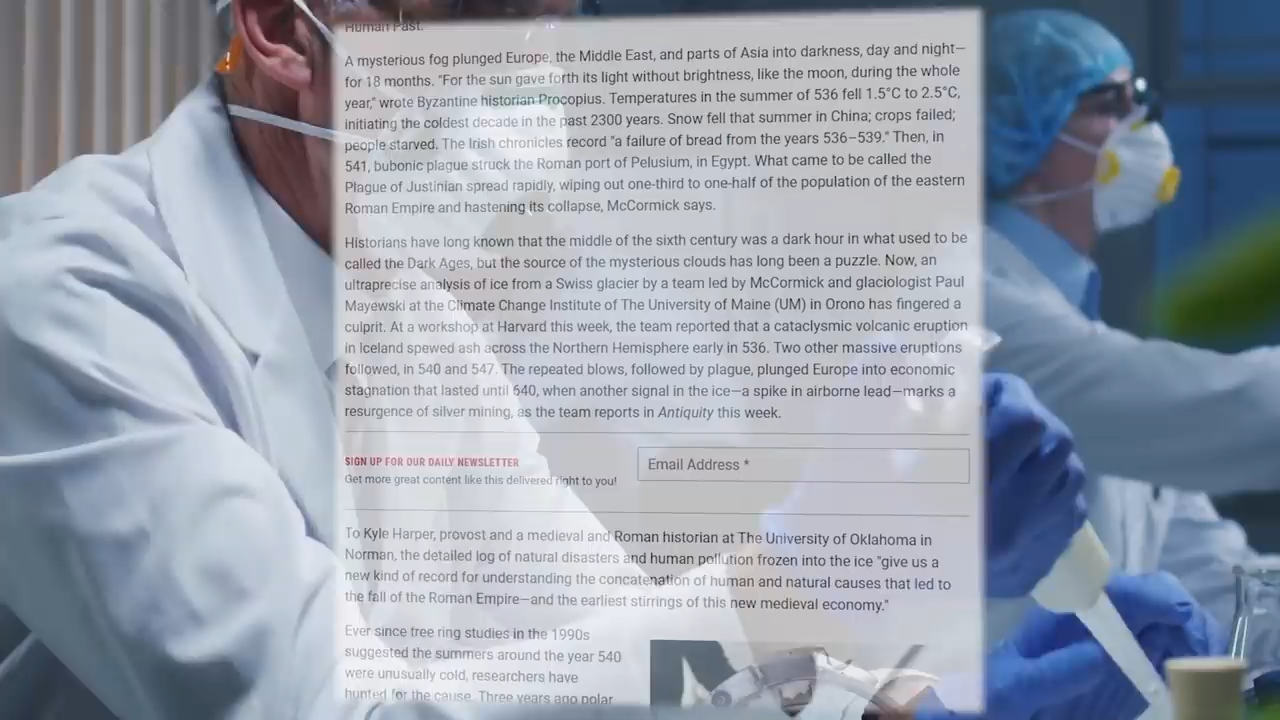 Human Past.
A mysterious fog plunged Europe, the Middle East, and parts of Asia into darkness, day and night—
for 18 months. "For the sun gave forth its light without brightness, like the moon, during the whole
year," wrote Byzantine historian Procopius. Temperatures in the summer of 536 fell 1.5°C to 2.5°C,
initiating the coldest decade in the past 2300 years. Snow fell that summer in China; crops failed;
people starved. The Irish chronicles record "a failure of bread from the years 536–539." Then, in
541, bubonic plague struck the Roman port of Pelusium, in Egypt. What came to be called the
Plague of Justinian spread rapidly, wiping out one-third to one-half of the population of the eastern
Roman Empire and hastening its collapse, McCormick says.
Historians have long known that the middle of the sixth century was a dark hour in what used to be
called the Dark Ages, but the source of the mysterious clouds has long been a puzzle. Now, an
ultraprecise analysis of ice from a Swiss glacier by a team led by McCormick and glaciologist Paul
Mayewski at the Climate Change Institute of The University of Maine (UM) in Orono has fingered a
culprit. At a workshop at Harvard this week, the team reported that a cataclysmic volcanic eruption
in Iceland spewed ash across the Northern Hemisphere early in 536. Two other massive eruptions
followed, in 540 and 547. The repeated blows, followed by plague, plunged Europe into economic
stagnation that lasted until 640, when another signal in the ice—a spike in airborne lead—marks a
resurgence of silver mining, as the team reports in Antiquity this week.
SIGN UP FOR OUR DAILY NEWSLETTER
Get more great content like this delivered right to you!
Email Address *
To Kyle Harper, provost and a medieval and Roman historian at The University of Oklahoma in
Norman, the detailed log of natural disasters and human pollution frozen into the ice "give us a
new kind of record for understanding the concatenation of human and natural causes that led to
the fall of the Roman Empire—and the earliest stirrings of this new medieval economy."
Ever since tree ring studies in the 1990s
suggested the summers around the year 540
were unusually cold, researchers have
hunted for the cause. Three years ago polar